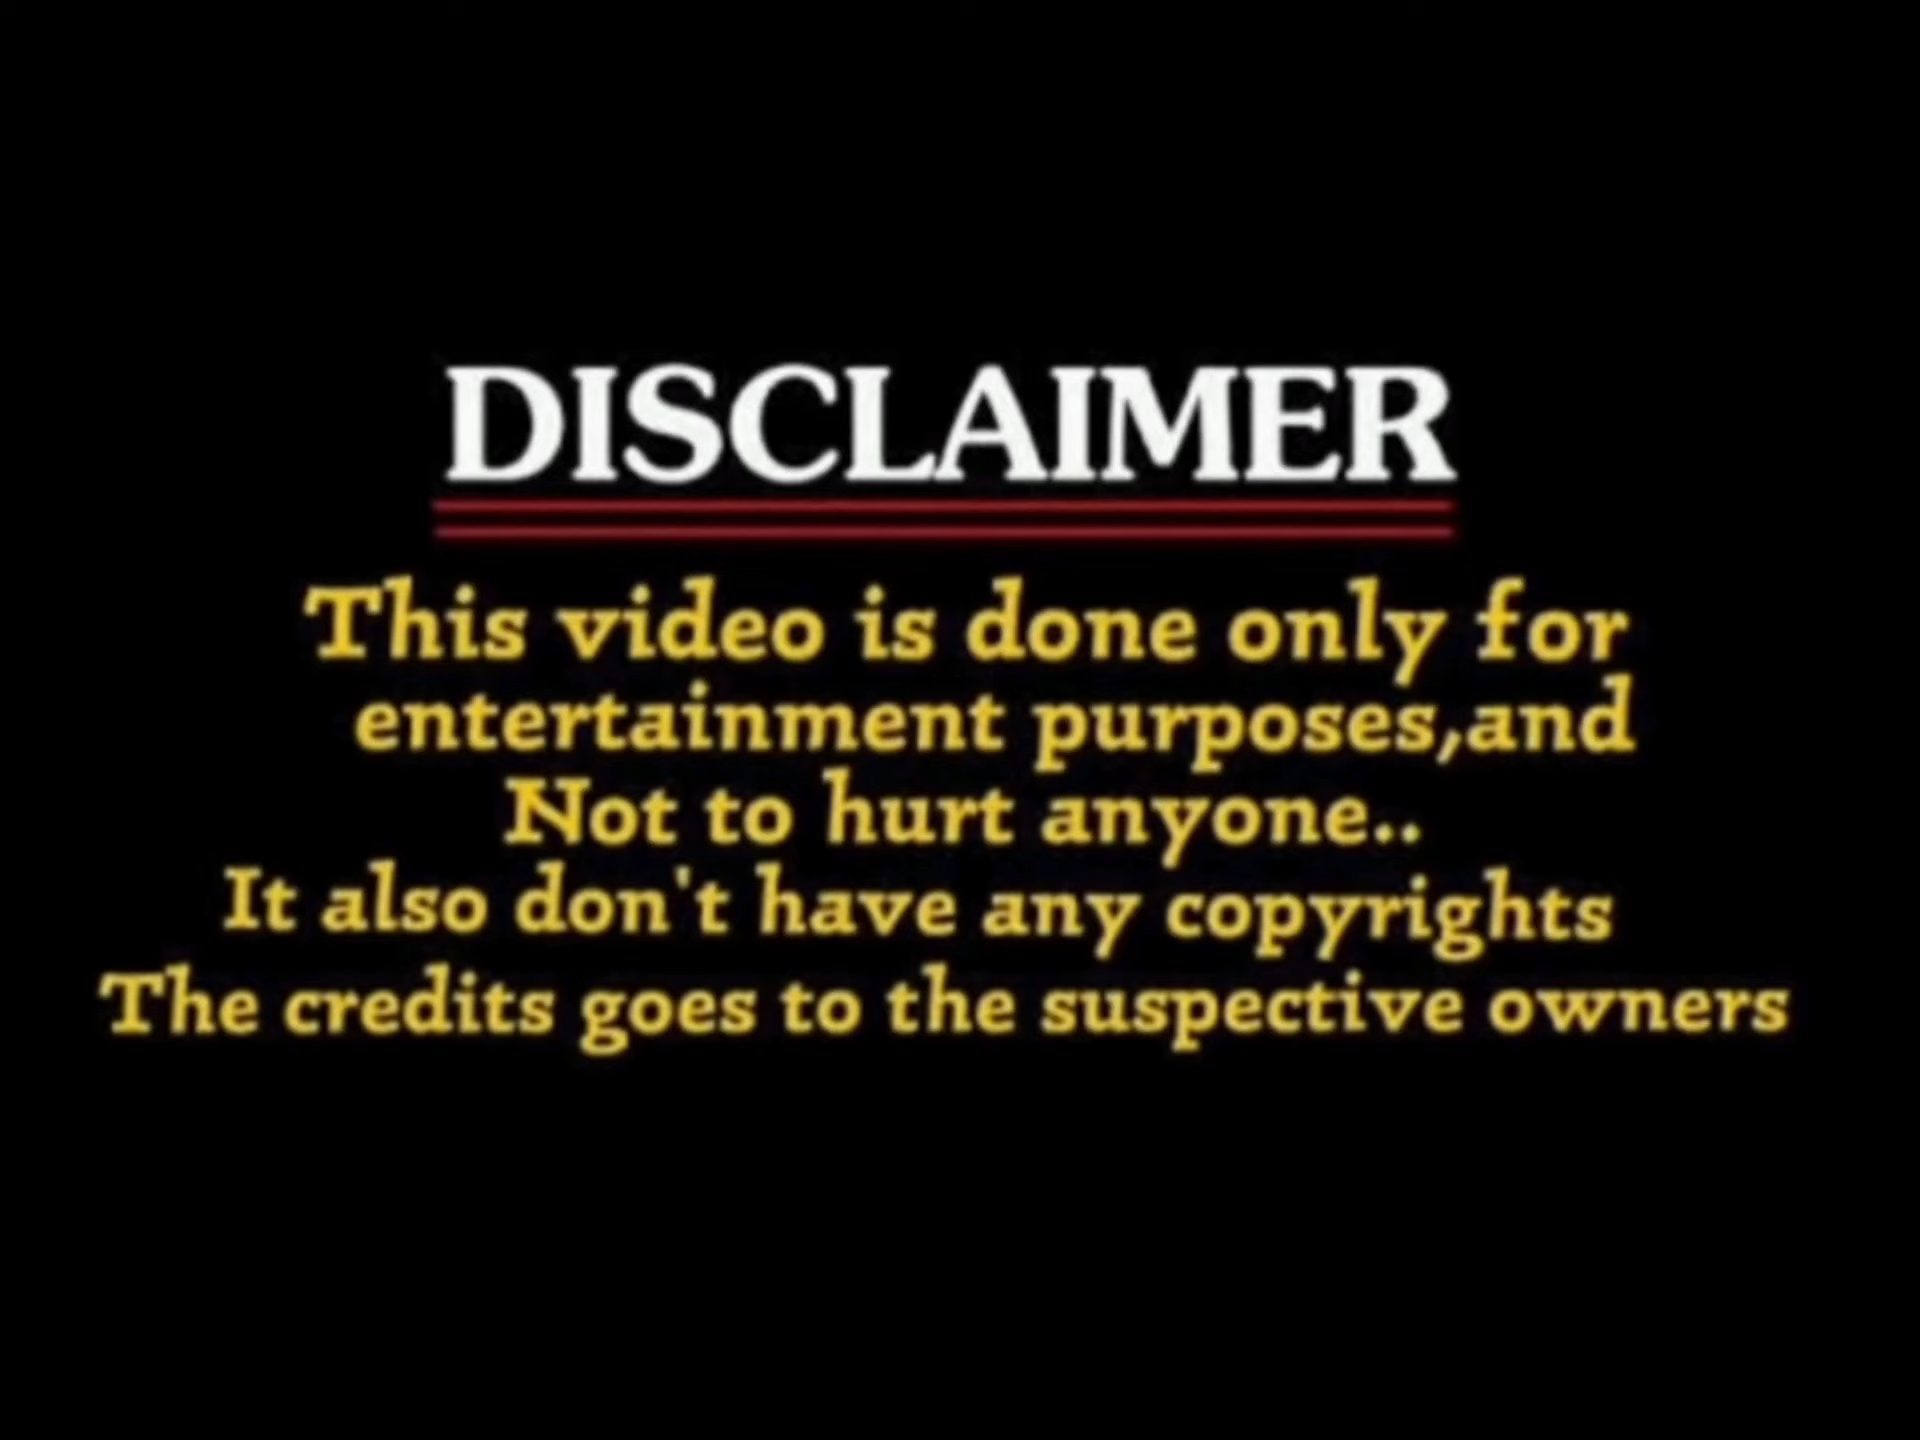 DISCLAIMER
This video is done only for
entertainment purposes,and
Not to hurt anyone..
It also don't have any copyrights
The credits goes to the suspective owners